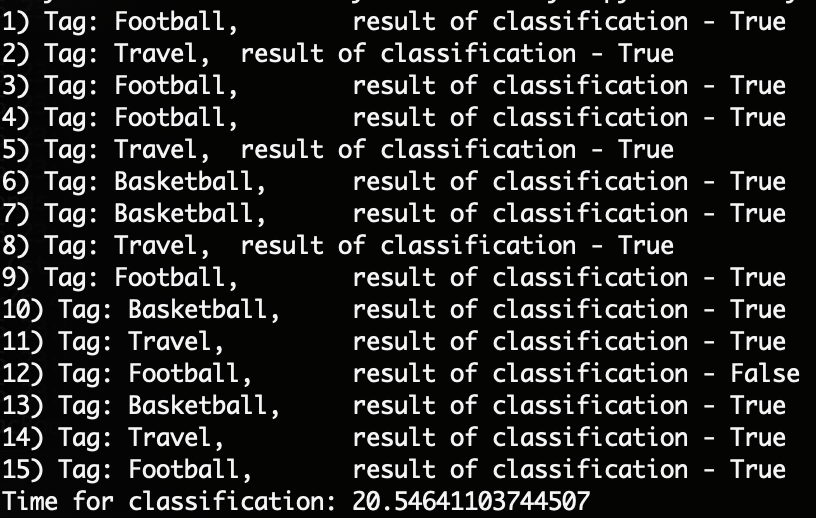 1) Tag: Football,        result of classification - True
2) Tag: Travel,  result of classification - True
3) Tag: Football,        result of classification - True
4) Tag: Football,        result of classification - True
5) Tag: Travel,  result of classification - True
6) Tag: Basketball,      result of classification - True
7) Tag: Basketball,      result of classification - True
8) Tag: Travel,  result of classification - True
9) Tag: Football,        result of classification - True
10) Tag: Basketball,     result of classification - True
11) Tag: Travel,         result of classification - True
12) Tag: Football,       result of classification - False
13) Tag: Basketball,     result of classification - True
14) Tag: Travel,         result of classification - True
15) Tag: Football,       result of classification - True
Time for classification: 20.54641103744507